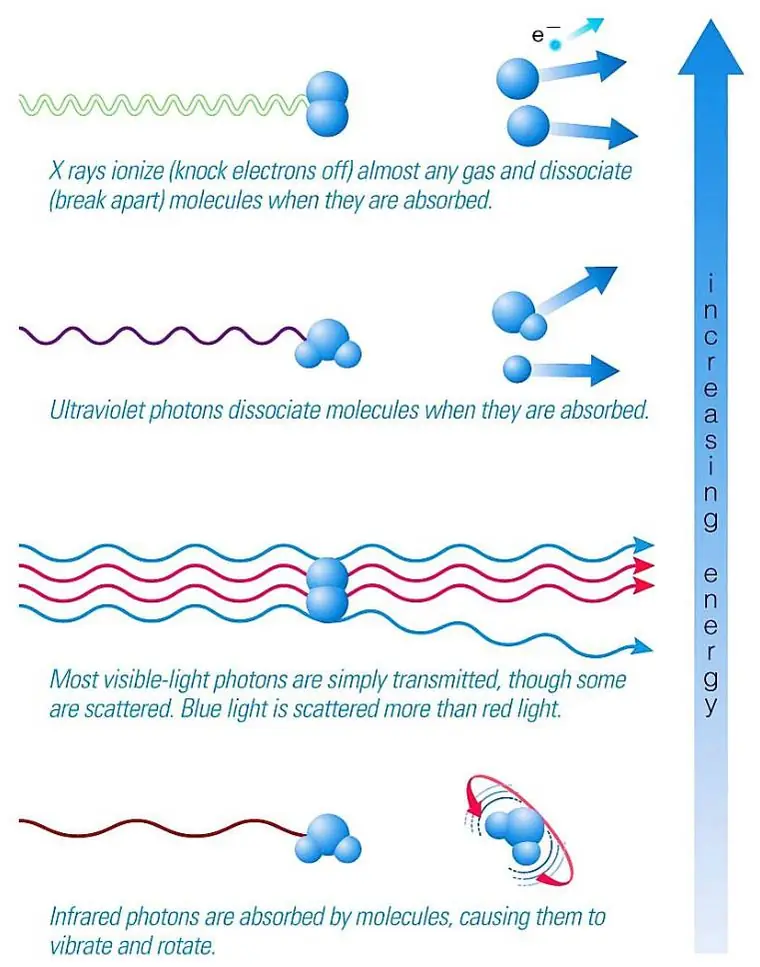 e−
X rays ionize (knock electrons off) almost any gas and dissociate
(break apart) molecules when they are absorbed.
Ultraviolet photons dissociate molecules when they are absorbed.
Most visible-light photons are simply transmitted, though some
are scattered. Blue light is scattered more than red light.
Infrared photons are absorbed by molecules, causing them to
vibrate and rotate.
increasing energy